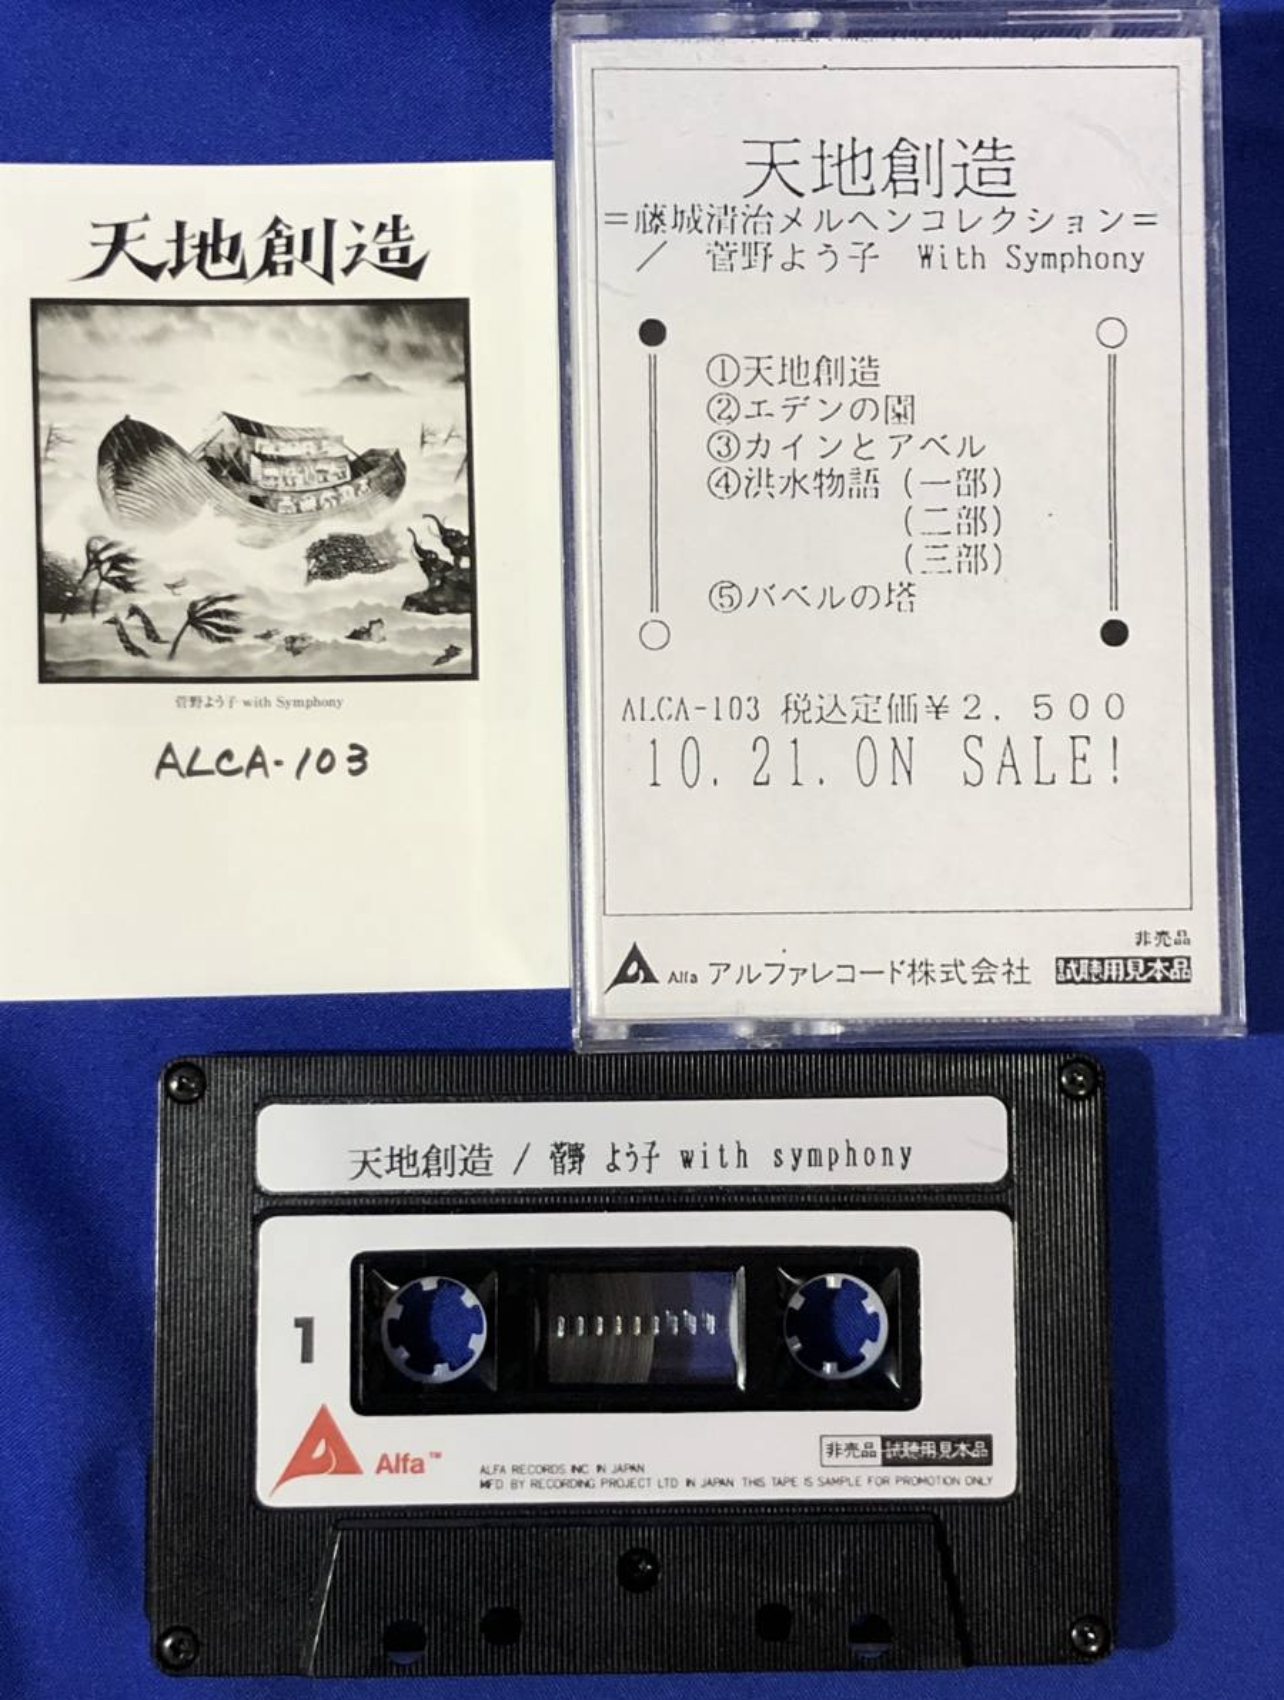 天地創造
菅野よう子 with Symphony
ALCA-103
天地創造
=藤城清治メルヘンコレクション=
/ 菅野よう子 With Symphony
①天地創造
②エデンの園
③カインとアベル
④洪水物語(一部)
(二部)
(三部)
⑤バベルの塔
ALCA-103 税込定価¥2.500
10.21.ON SALE!
非売品
Alfa アルファレコード株式会社 試聴用見本品
天地創造 / 菅野 よう子 with symphony
1
Alfa™
非売品 試聴用見本品
ALFA RECORDS INC IN JAPAN
MFD BY RECORDING PROJECT LTD IN JAPAN THIS TAPE IS SAMPLE FOR PROMOTION ONLY